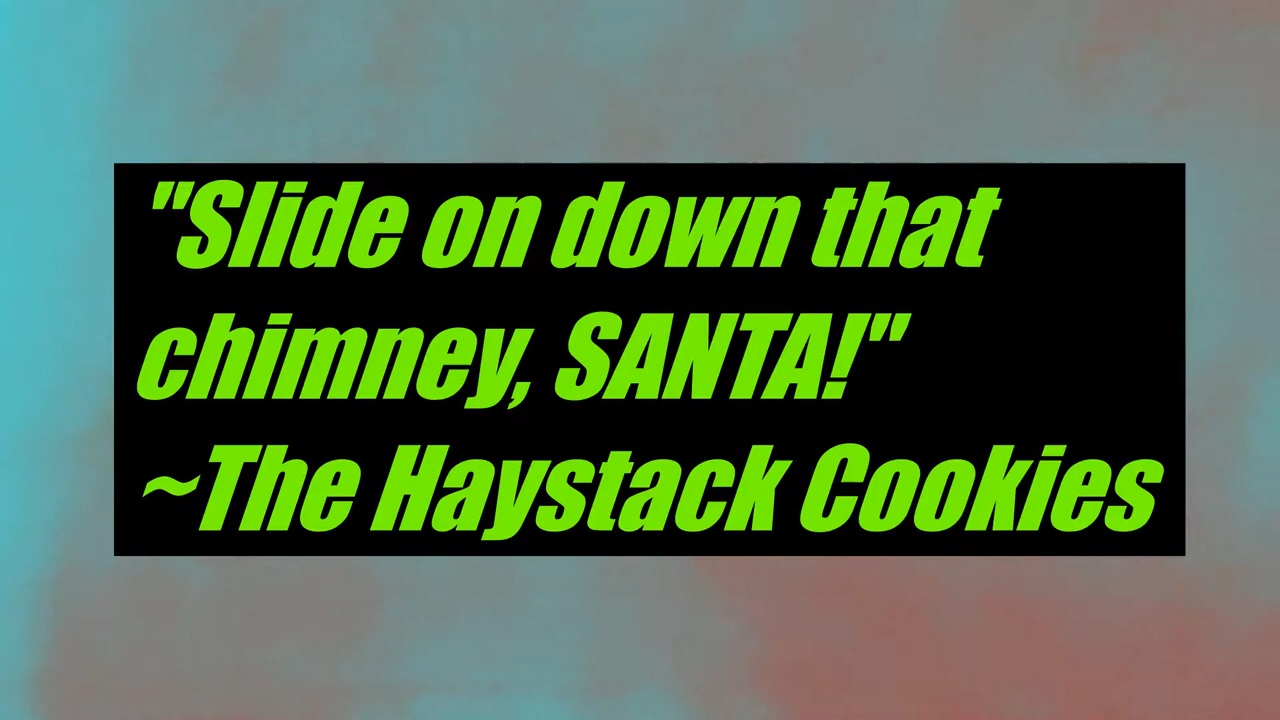 "Slide on down that
chimney, SANTA!"
~The Haystack Cookies